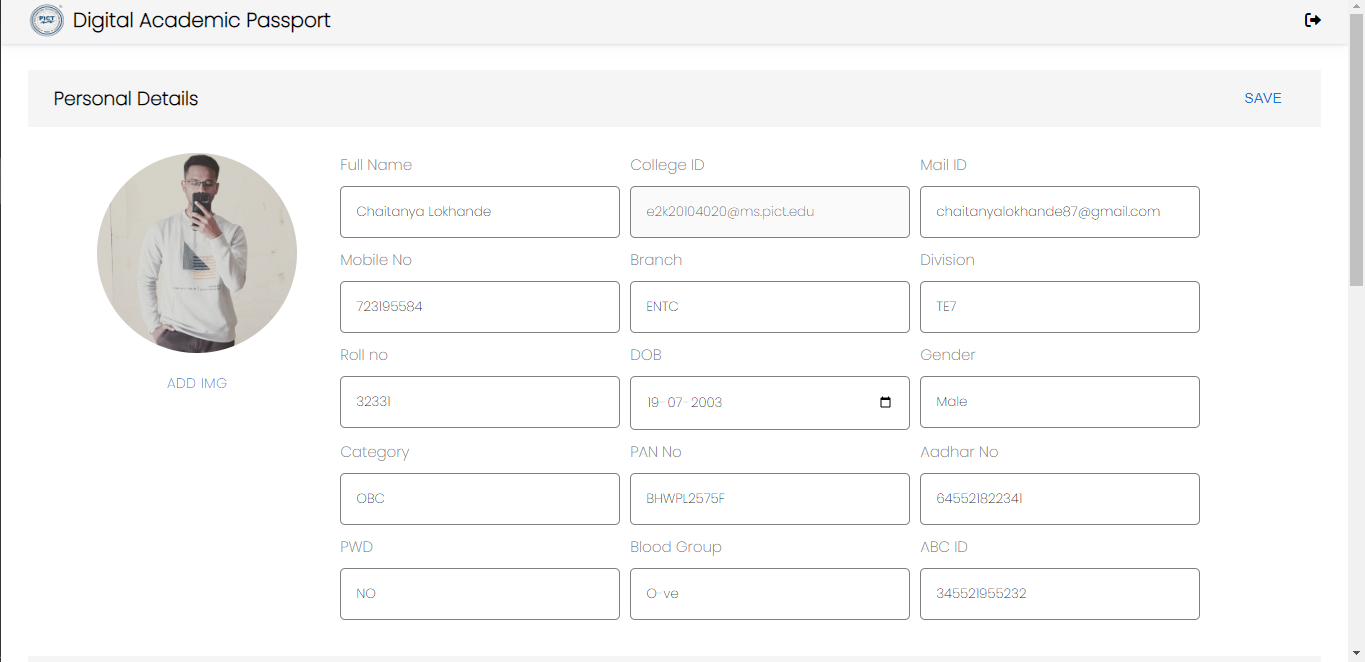 PICT
Digital Academic Passport
Personal Details
SAVE
Full Name
College ID
Mail ID
Chaitanya Lokhande
e2k20104020@ms.pict.edu
chaitanyalokhande87@gmail.com
Mobile No
Branch
Division
723195584
ENTC
TE7
Roll no
DOB
Gender
32331
19-07-2003
Male
ADD IMG
Category
PAN No
Aadhar No
OBC
BHWPL2575F
645521822341
PWD
Blood Group
ABC ID
NO
O-ve
345521955232